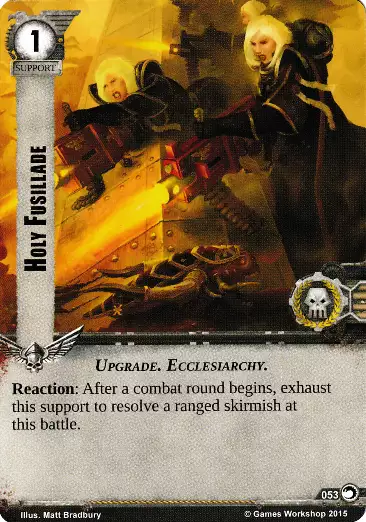 1
SUPPORT
HOLY FUSILLADE
UPGRADE. ECCLESIARCHY.
Reaction: After a combat round begins, exhaust
this support to resolve a ranged skirmish at
this battle.
053
Illus. Matt Bradbury
© Games Workshop 2015